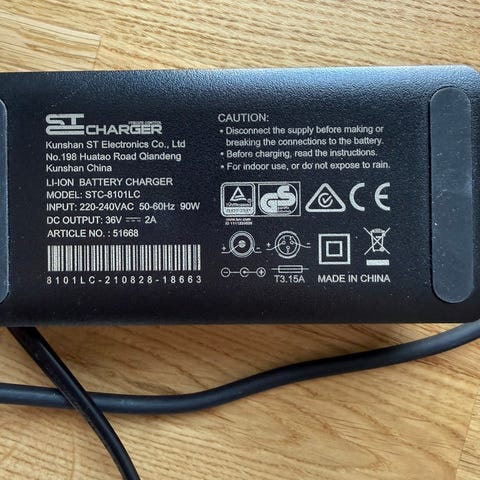 ST
CHARGER
Kunshan ST Electronics Co., Ltd
No.198 Huatao Road Qiandeng
Kunshan China
LI-ION BATTERY CHARGER
MODEL: STC-8101LC
INPUT: 220-240VAC 50-60Hz 90W
DC OUTPUT: 36V ⎓ 2A
ARTICLE NO. : 51668
8101LC-210828-18663
CAUTION:
• Disconnect the supply before making or
breaking the connections to the battery.
• Before charging, read the instructions.
• For indoor use, or do not expose to rain.
TÜVRheinland
GS
CE
T3.15A
MADE IN CHINA